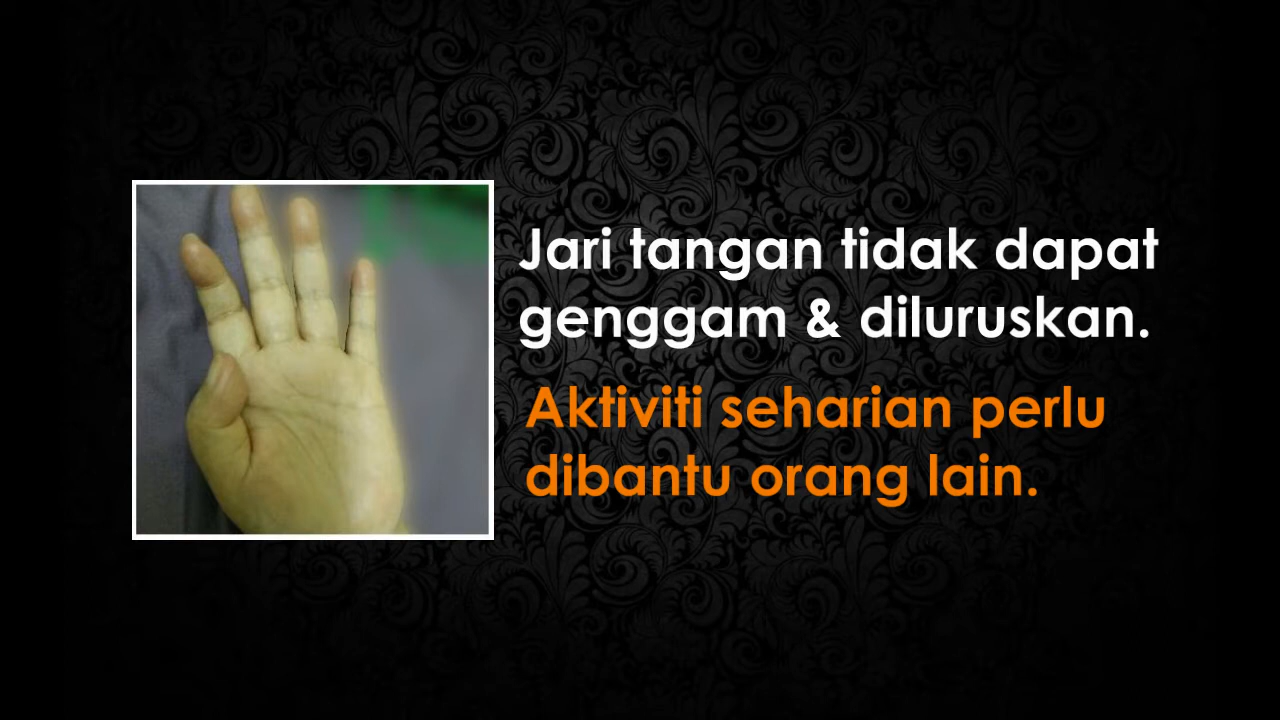 Jari tangan tidak dapat
genggam & diluruskan.
Aktiviti seharian perlu
dibantu orang lain.